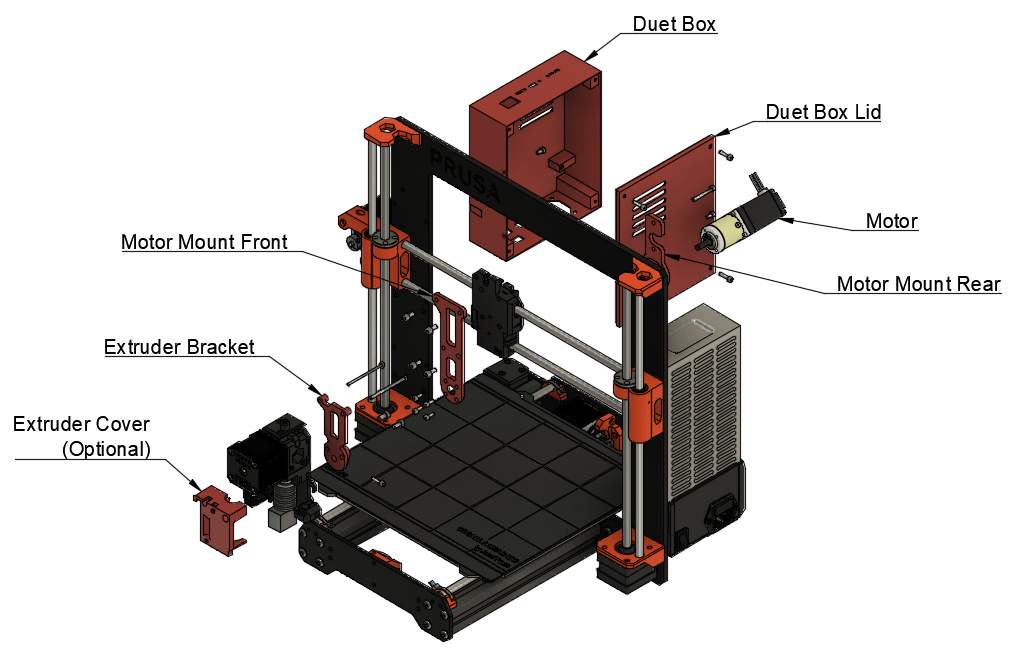 Duet Box
Duet Box Lid
PRUSA
Motor
Motor Mount Front
Motor Mount Rear
Extruder Bracket
Extruder Cover
(Optional)